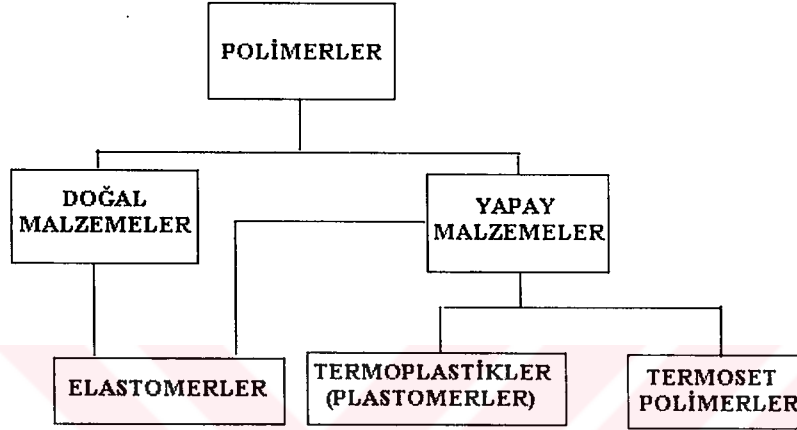 POLİMERLER
DOĞAL
MALZEMELER
YAPAY
MALZEMELER
ELASTOMERLER
TERMOPLASTİKLER
(PLASTOMERLER)
TERMOSET
POLİMERLER